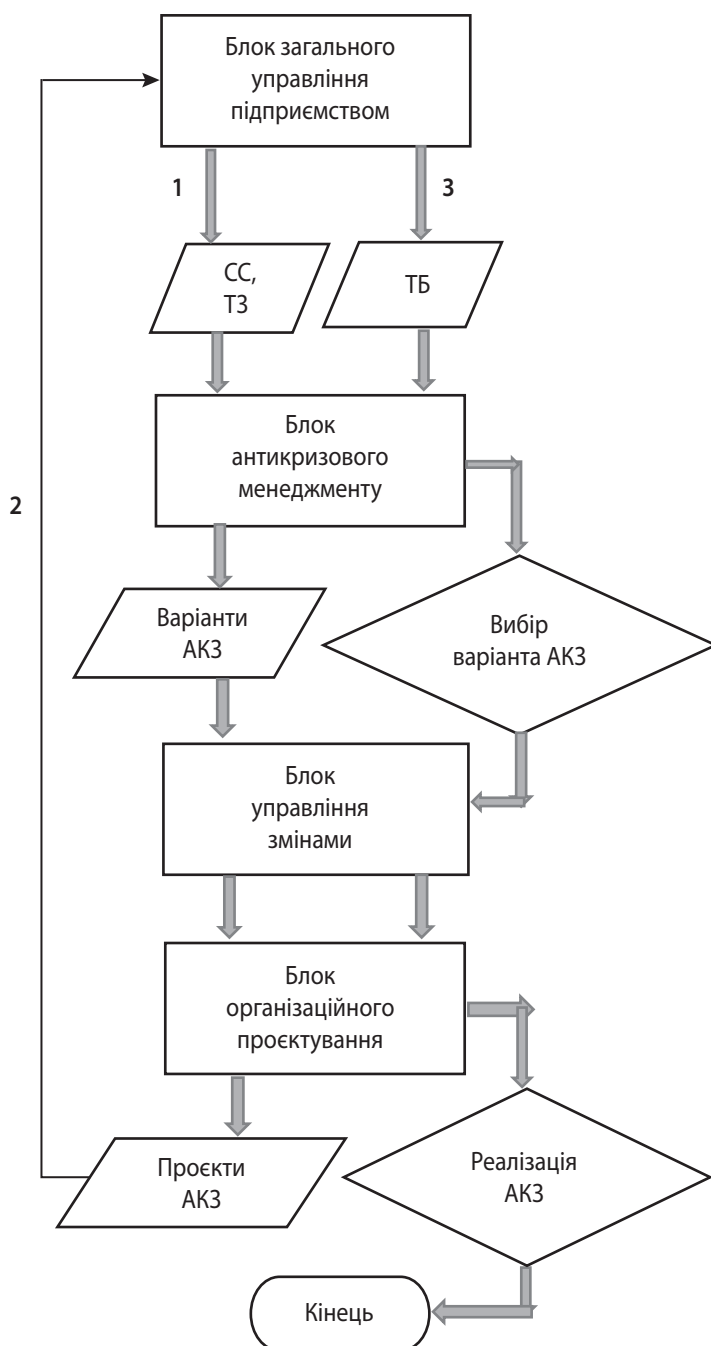 Блок загального
управління
підприємством
1
3
СС,
ТЗ
ТБ
Блок
антикризового
менеджменту
2
Варіанти
АКЗ
Вибір
варіанта АКЗ
Блок
управління
змінами
Блок
організаційного
проєктування
Проєкти
АКЗ
Реалізація
АКЗ
Кінець